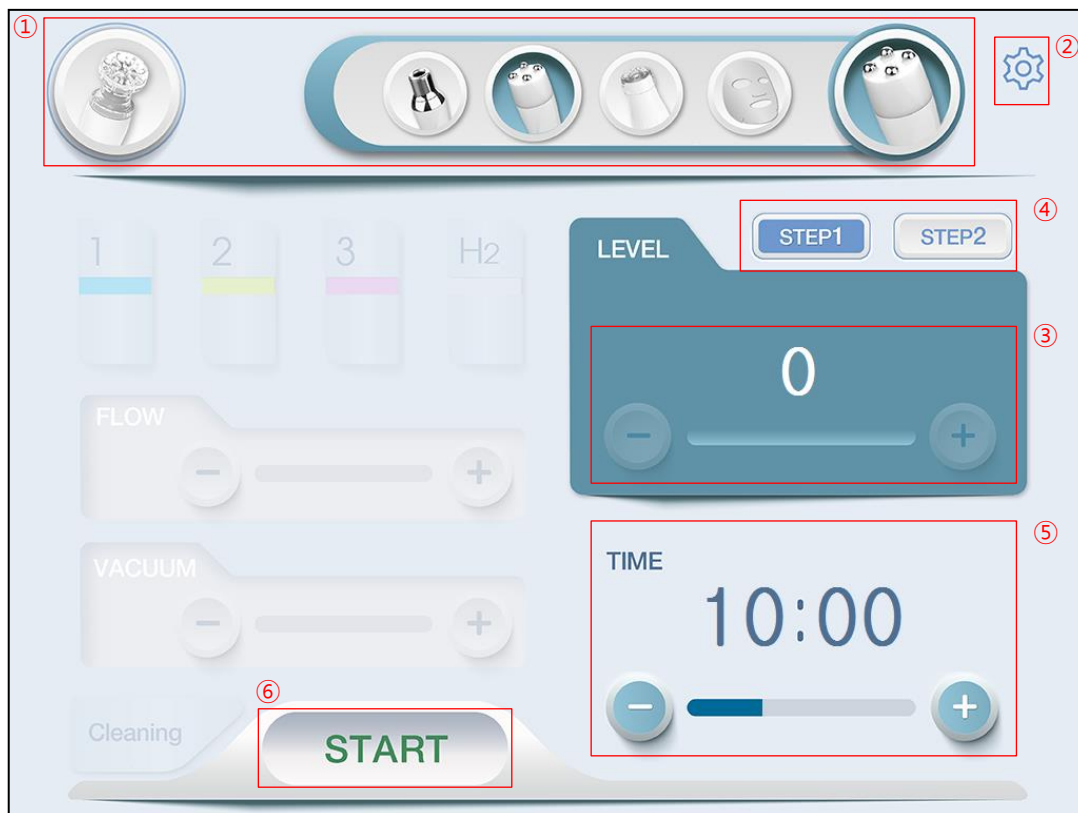 ①
②
④
1 2 3 H2
LEVEL STEP1 STEP2
③
0
− +
FLOW
− +
⑤
TIME
VACUUM
10:00
− +
⑥
− +
Cleaning
START